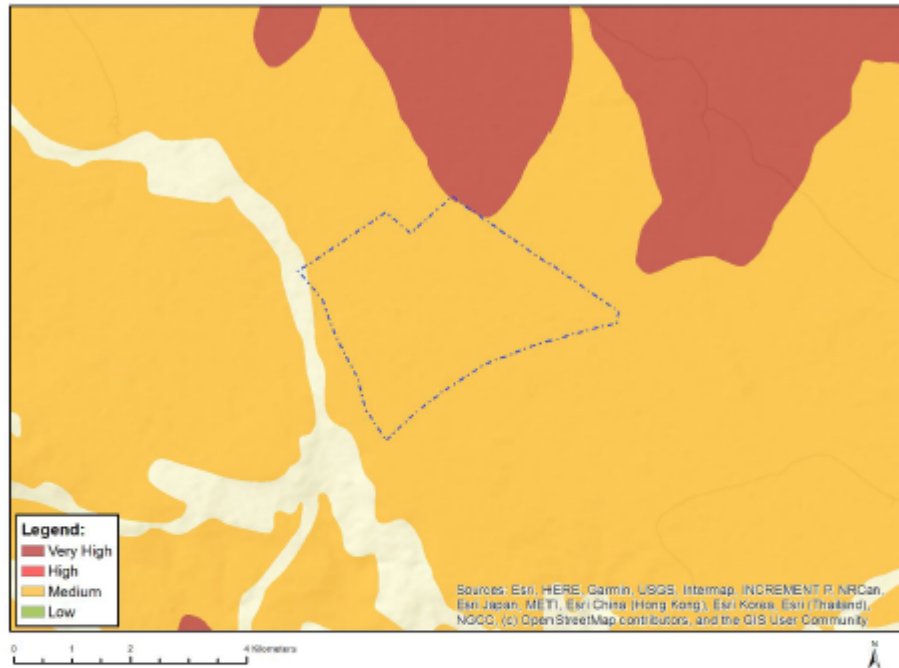 Legend:
Very High
High
Medium
Low
Sources: Esri, HERE, Garmin, USGS, Intermap, INCREMENT P, NRCan,
Esri Japan, METI, Esri China (Hong Kong), Esri Korea, Esri (Thailand),
NGCC, (c) OpenStreetMap contributors, and the GIS User Community
0 1 2 4 Kilometers
N